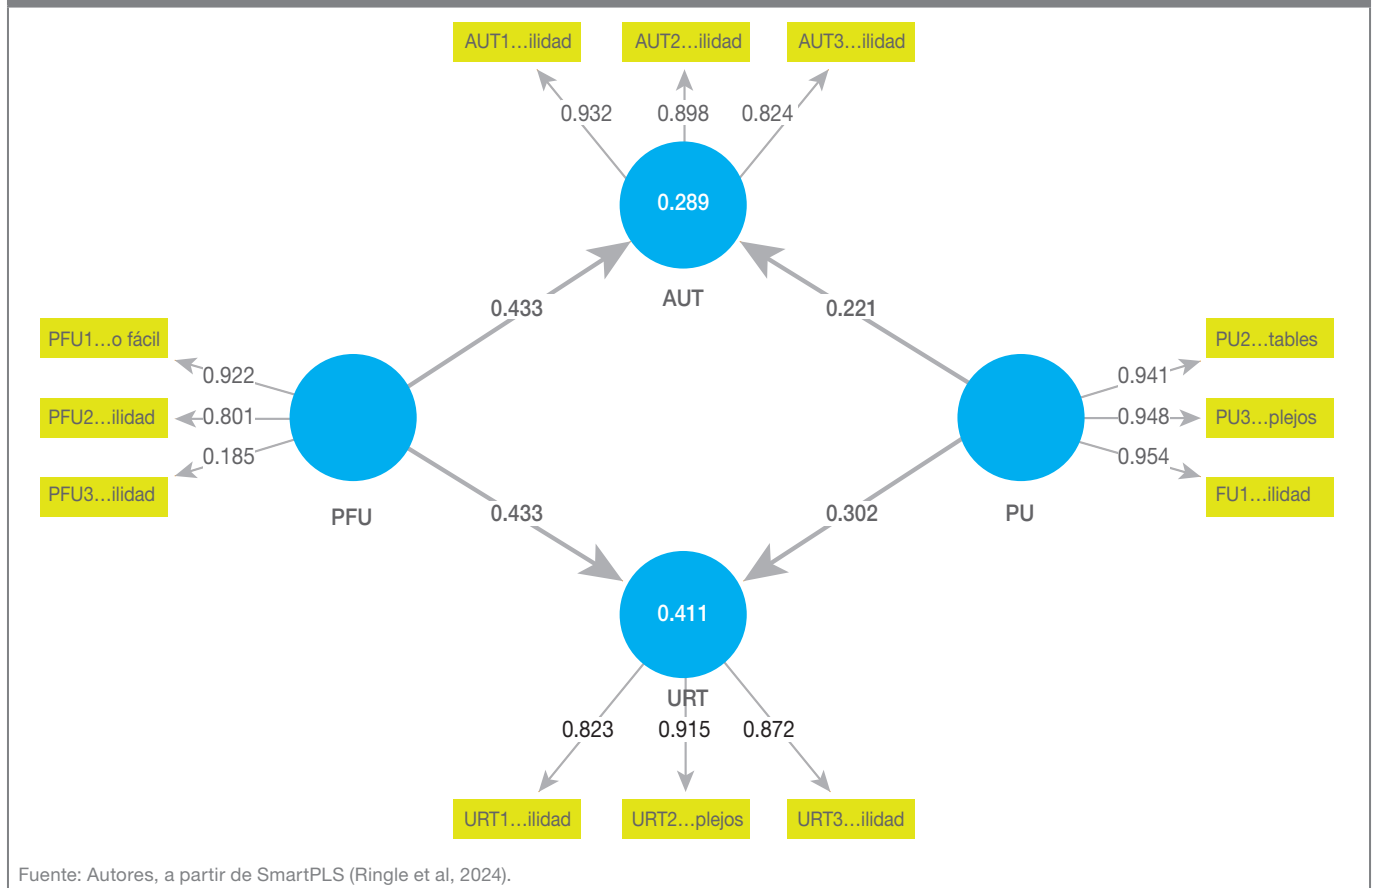 AUT1...ilidad AUT2...ilidad AUT3...ilidad
0.932 0.898 0.824
0.289
AUT
0.433 0.221
PFU1...o fácil PU2...tables
0.922 0.941
PFU2...ilidad 0.801 0.948 PU3...plejos
0.185 0.954
PFU3...ilidad FU1...ilidad
PFU 0.433 0.302 PU
0.411
URT
0.823 0.915 0.872
URT1...ilidad URT2...plejos URT3...ilidad
Fuente: Autores, a partir de SmartPLS (Ringle et al, 2024).